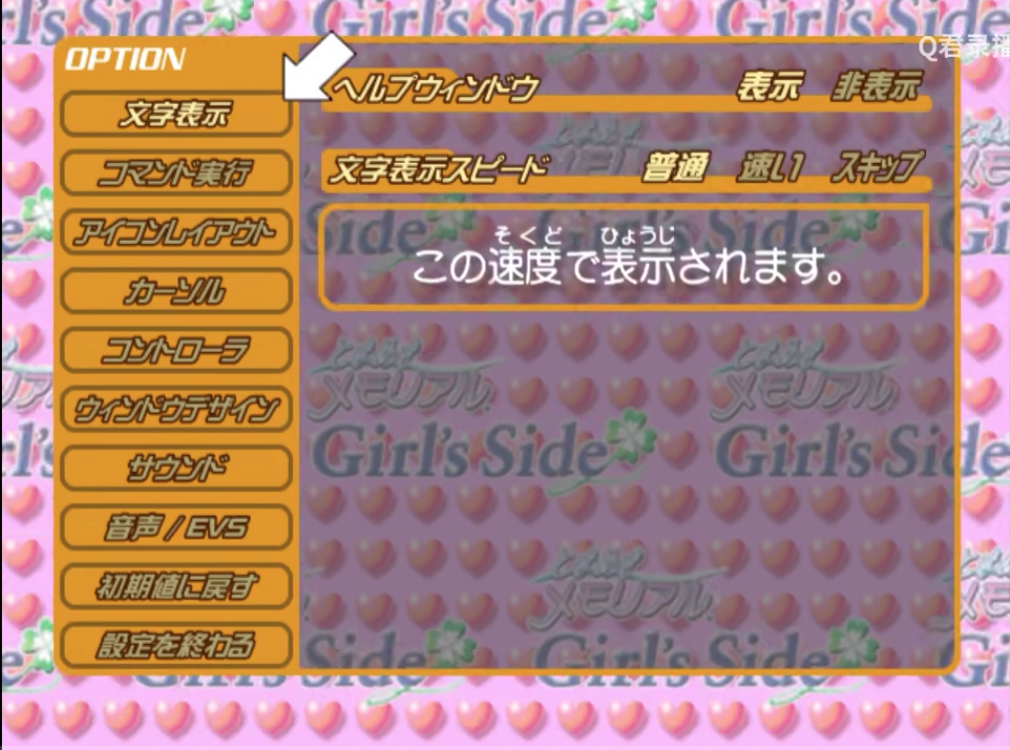 OPTION
Q君录播
文字表示
コマンド実行
アイコンレイアウト
カーソル
コントローラ
ウィンドウデザイン
サウンド
音声/EVS
初期値に戻す
設定を終わる
ヘルプウィンドウ 表示 非表示
文字表示スピード 普通 速い スキップ
そくど ひょうじ
この速度で表示されます。
ときめき
メモリアル
Girl's Side